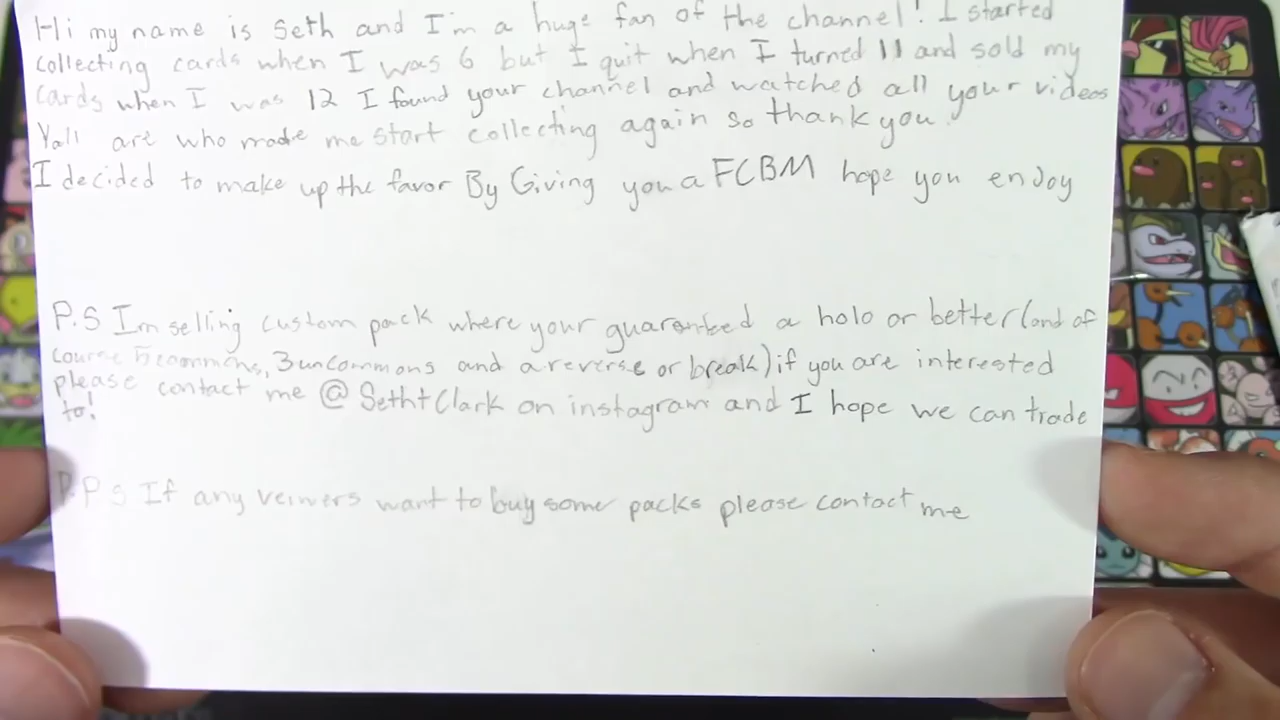 Hi my name is Seth and I'm a huge fan of the channel! I started
collecting cards when I was 6 but I quit when I turned 11 and sold my
cards when I was 12 I found your channel and watched all your videos
Yall are who made me start collecting again so thank you!
I decided to make up the favor By Giving you a FCBM hope you endoy
P.S Im selling custom pack where your guaranteed a holo or better (and of
course 5 commons, 3 uncommons and a reverse or break) if you are interested
please contact me @ SethtClark on instagram and I hope we can trade
to!
P.P S If any veiwers want to buy some packs please contact me